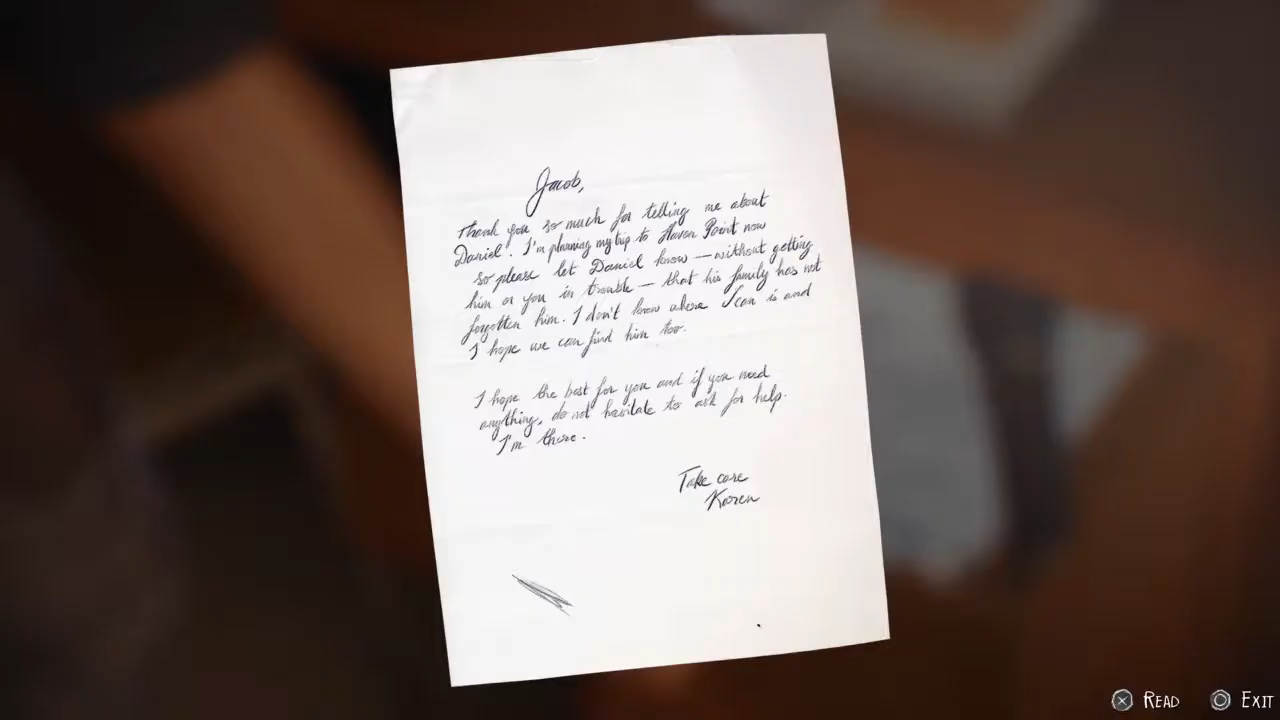 Jacob,
Thank you so much for telling me about
Daniel. I'm planning my trip to Haven Point now
so please let Daniel know — without getting
him or you in trouble — that his family has not
forgotten him. I don't know where Sean is and
I hope we can find him too.
I hope the best for you and if you need
anything, do not hesitate to ask for help.
I'm there.
Take care
Karen
READ
EXIT